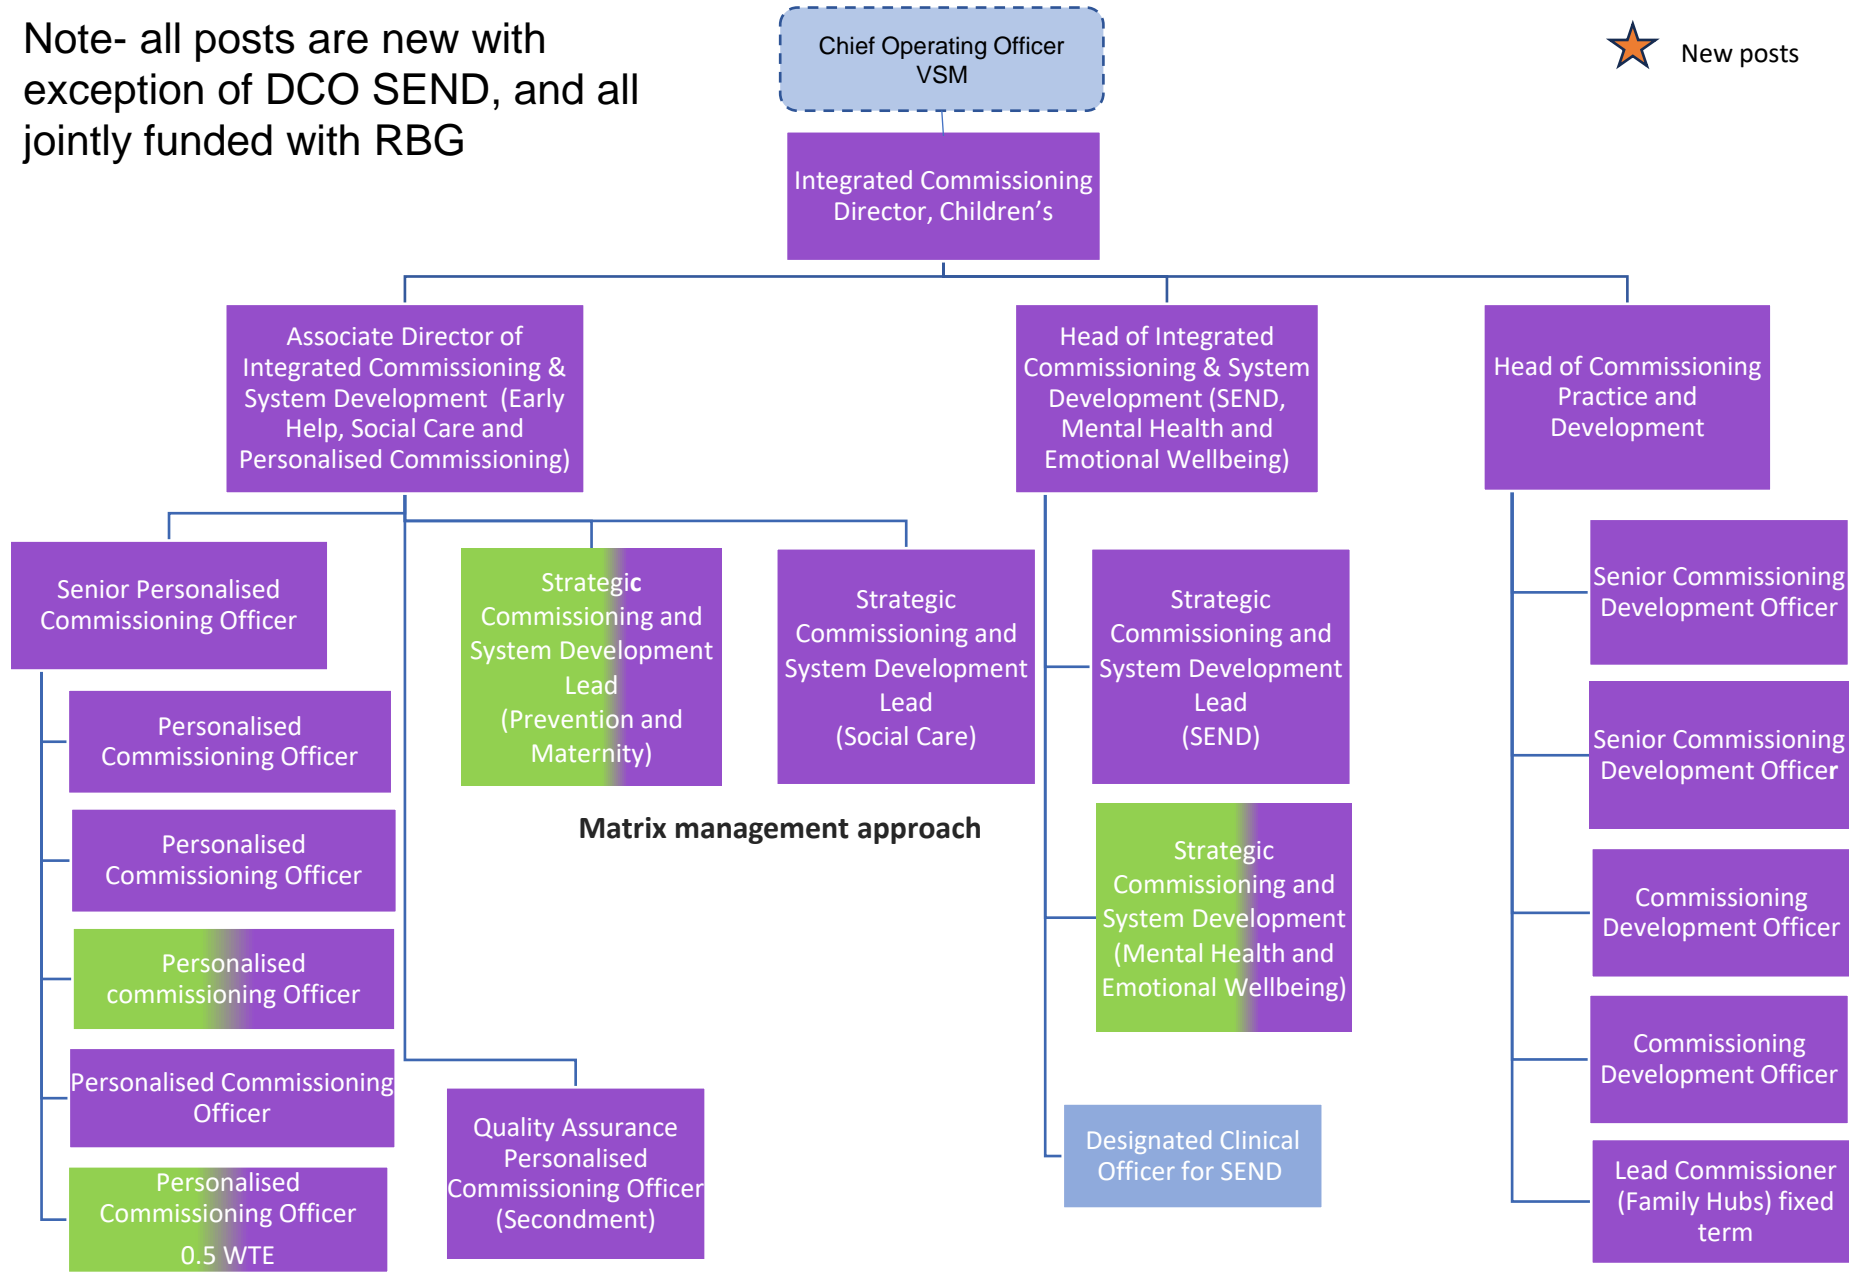 Note- all posts are new with
exception of DCO SEND, and all
jointly funded with RBG
Chief Operating Officer
VSM
New posts
Integrated Commissioning
Director, Children’s
Associate Director of
Integrated Commissioning &
System Development (Early
Help, Social Care and
Personalised Commissioning)
Head of Integrated
Commissioning & System
Development (SEND,
Mental Health and
Emotional Wellbeing)
Head of Commissioning
Practice and
Development
Senior Personalised
Commissioning Officer
Personalised
Commissioning Officer
Personalised
Commissioning Officer
Personalised
commissioning Officer
Personalised Commissioning
Officer
Personalised
Commissioning Officer
0.5 WTE
Strategic
Commissioning and
System Development
Lead
(Prevention and
Maternity)
Strategic
Commissioning and
System Development
Lead
(Social Care)
Matrix management approach
Quality Assurance
Personalised
Commissioning Officer
(Secondment)
Strategic
Commissioning and
System Development
Lead
(SEND)
Strategic
Commissioning and
System Development
(Mental Health and
Emotional Wellbeing)
Designated Clinical
Officer for SEND
Senior Commissioning
Development Officer
Senior Commissioning
Development Officer
Commissioning
Development Officer
Commissioning
Development Officer
Lead Commissioner
(Family Hubs) fixed
term